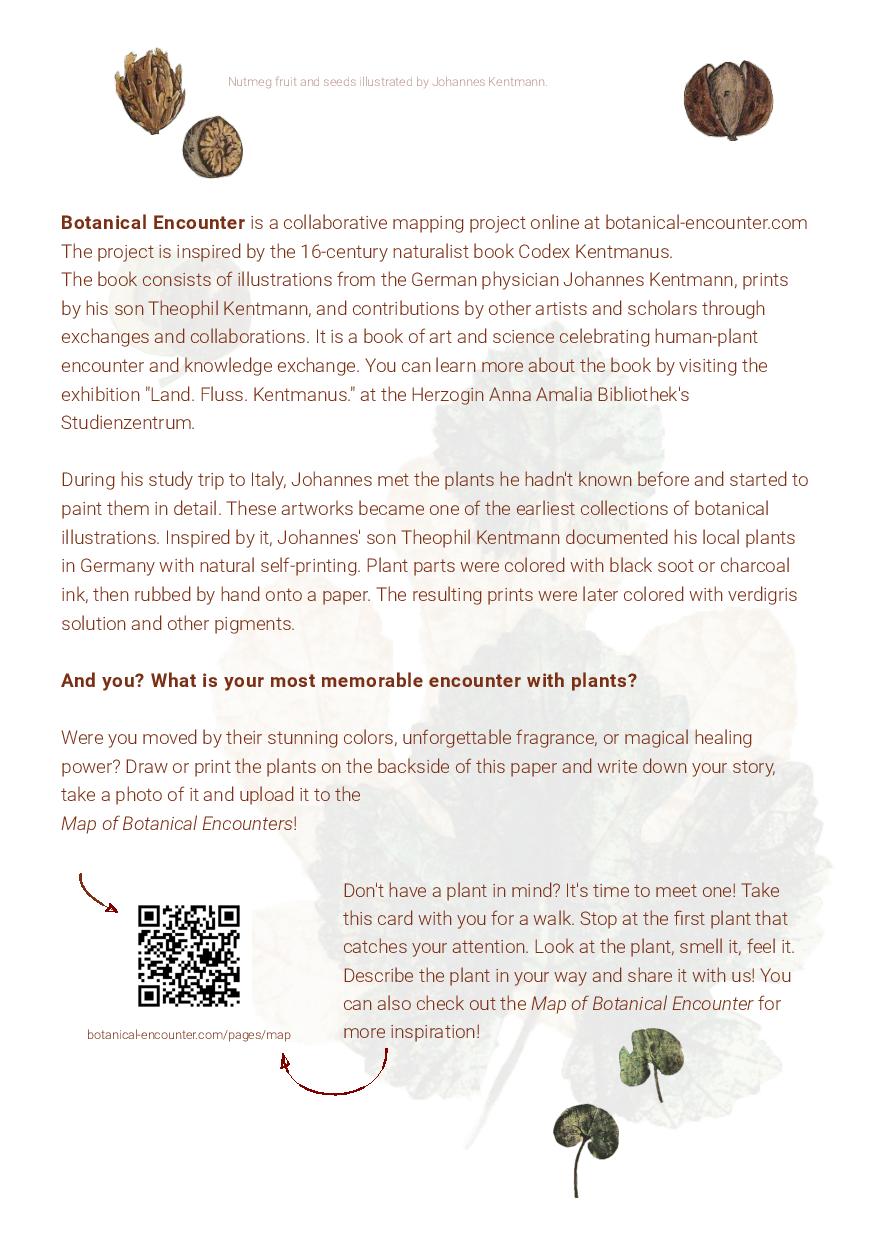 Nutmeg fruit and seeds illustrated by Johannes Kentmann.
Botanical Encounter is a collaborative mapping project online at botanical-encounter.com
The project is inspired by the 16-century naturalist book Codex Kentmanus.
The book consists of illustrations from the German physician Johannes Kentmann, prints
by his son Theophil Kentmann, and contributions by other artists and scholars through
exchanges and collaborations. It is a book of art and science celebrating human-plant
encounter and knowledge exchange. You can learn more about the book by visiting the
exhibition "Land. Fluss. Kentmanus." at the Herzogin Anna Amalia Bibliothek's
Studienzentrum.
During his study trip to Italy, Johannes met the plants he hadn't known before and started to
paint them in detail. These artworks became one of the earliest collections of botanical
illustrations. Inspired by it, Johannes' son Theophil Kentmann documented his local plants
in Germany with natural self-printing. Plant parts were colored with black soot or charcoal
ink, then rubbed by hand onto a paper. The resulting prints were later colored with verdigris
solution and other pigments.
And you? What is your most memorable encounter with plants?
Were you moved by their stunning colors, unforgettable fragrance, or magical healing
power? Draw or print the plants on the backside of this paper and write down your story,
take a photo of it and upload it to the
Map of Botanical Encounters!
Don't have a plant in mind? It's time to meet one! Take
this card with you for a walk. Stop at the first plant that
catches your attention. Look at the plant, smell it, feel it.
Describe the plant in your way and share it with us! You
can also check out the Map of Botanical Encounter for
more inspiration!
botanical-encounter.com/pages/map